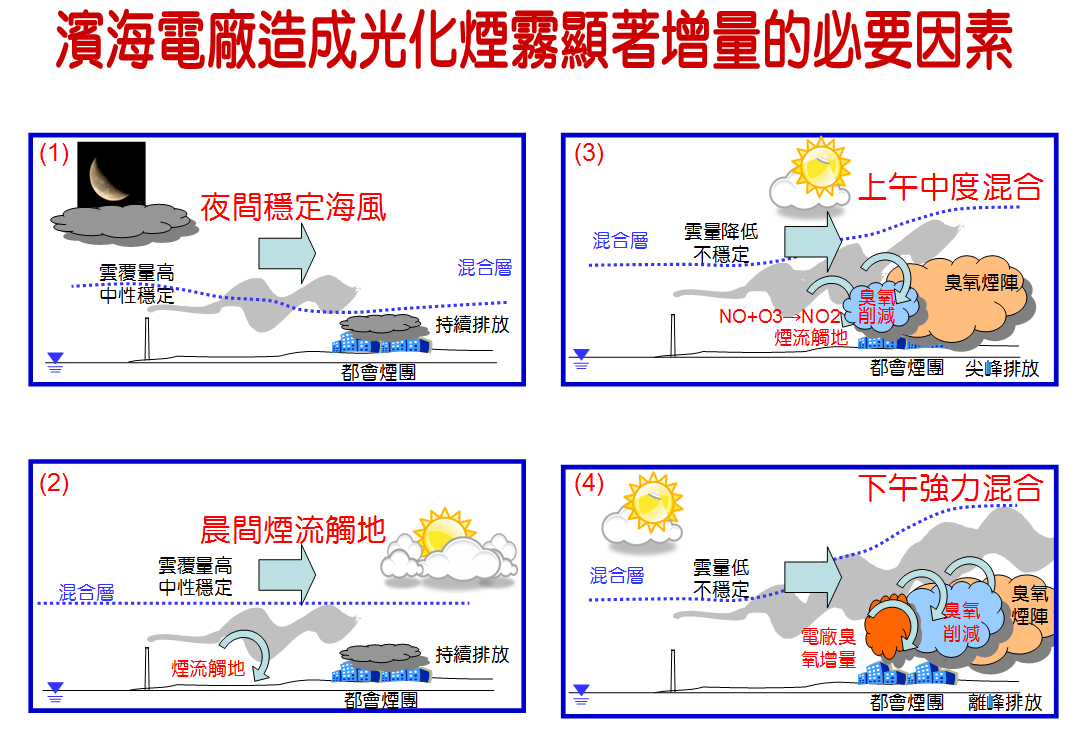 濱海電廠造成光化煙霧顯著增量的必要因素
(1)
夜間穩定海風
雲覆量高
中性穩定
混合層
持續排放
都會煙團
(2)
晨間煙流觸地
雲覆量高
中性穩定
混合層
煙流觸地
持續排放
都會煙團
(3)
上午中度混合
混合層
雲量降低
不穩定
臭氧煙陣
臭氧
削減
NO+O3→NO2
煙流觸地
都會煙團
尖峰排放
(4)
下午強力混合
混合層
雲量低
不穩定
臭氧
煙陣
臭氧
削減
電廠臭
氧增量
都會煙團
離峰排放